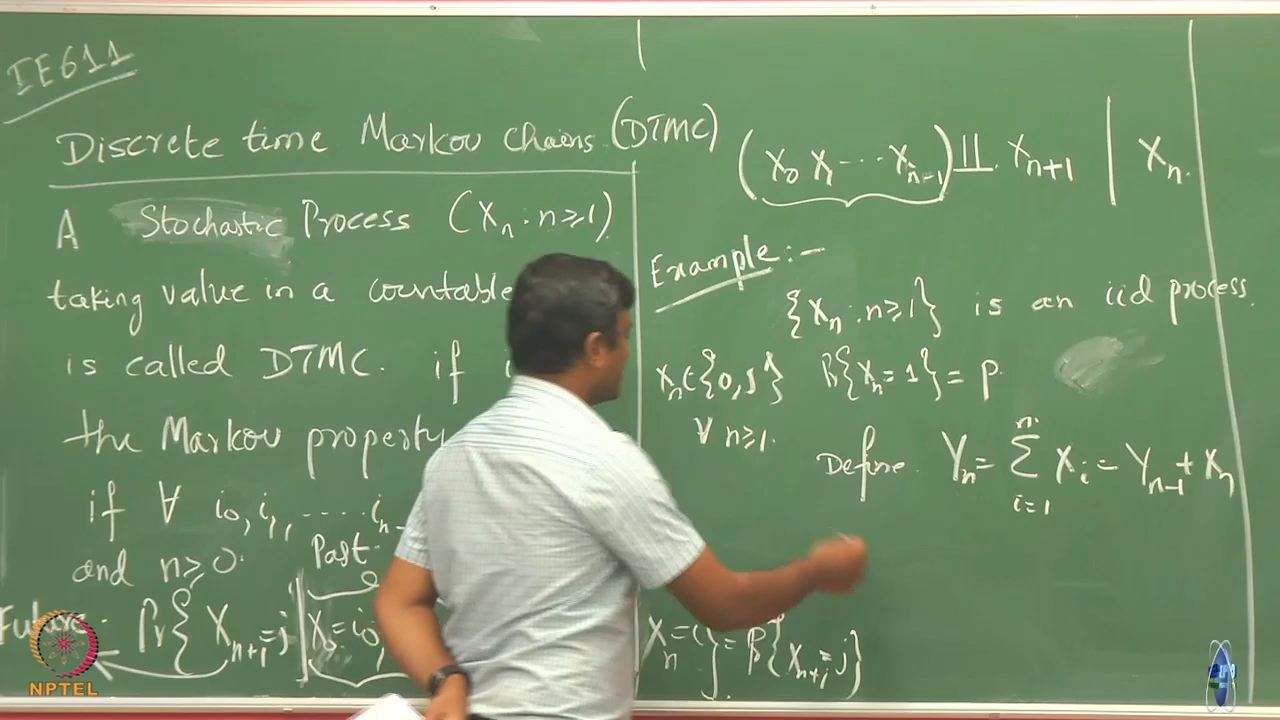 IE611
Discrete time Markov Chains (DTMC)
A Stochastic Process (Xn : n ≥ 1)
taking value in a countable
is called DTMC. if
the Markov property
if ∀ i0, i1, ..... in-
and n ≥ 0.
Past.
Future. Pr{ Xn+1 = j | X0 = i0,
Xn = i} = Pr{Xn+1 = j}
(X0 X1 ... Xn-1) ⫫ Xn+1 | Xn.
Example :-
{Xn : n ≥ 1} is an iid process.
Xn ∈ {0,1} Pr{Xn = 1} = p.
∀ n ≥ 1.
Define. Yn = Σ_{i=1}^{n} Xi = Yn-1 + Xn
NPTEL